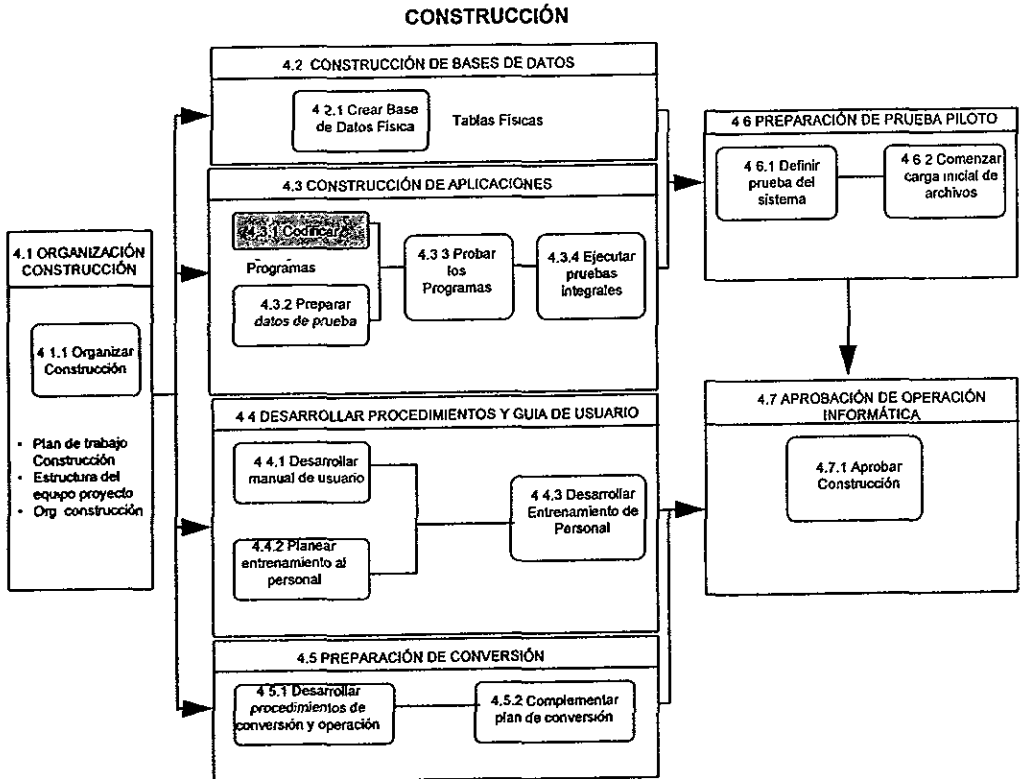 CONSTRUCCIÓN
4.1 ORGANIZACIÓN
CONSTRUCCIÓN
4 1.1 Organizar
Construcción
• Plan de trabajo
Construcción
• Estructura del
equipo proyecto
• Org construcción
4.2 CONSTRUCCIÓN DE BASES DE DATOS
4 2.1 Crear Base
de Datos Física
Tablas Físicas
4.3 CONSTRUCCIÓN DE APLICACIONES
4.3.1 Codificar
Programas
4.3.2 Preparar
datos de prueba
4.3 3 Probar
los
Programas
4.3.4 Ejecutar
pruebas
integrales
4 4 DESARROLLAR PROCEDIMIENTOS Y GUIA DE USUARIO
4 4.1 Desarrollar
manual de usuario
4.4.2 Planear
entrenamiento al
personal
4 4.3 Desarrollar
Entrenamiento de
Personal
4.5 PREPARACIÓN DE CONVERSIÓN
4 5.1 Desarrollar
procedimientos de
conversión y operación
4.5.2 Complementar
plan de conversión
4 6 PREPARACIÓN DE PRUEBA PILOTO
4 6.1 Definir
prueba del
sistema
4 6 2 Comenzar
carga inicial de
archivos
4.7 APROBACIÓN DE OPERACIÓN
INFORMÁTICA
4.7.1 Aprobar
Construcción